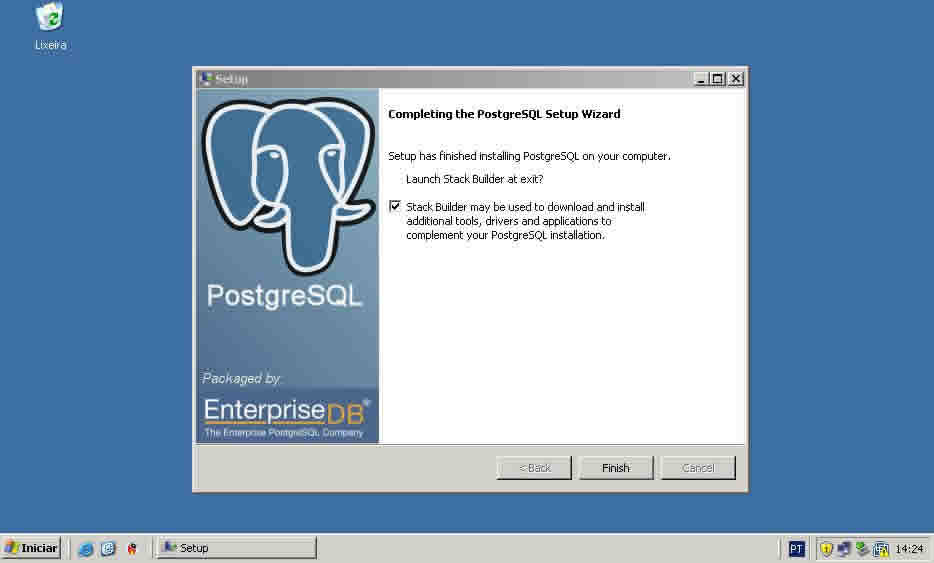 Lixeira
Setup
Completing the PostgreSQL Setup Wizard
Setup has finished installing PostgreSQL on your computer.
Launch Stack Builder at exit?
Stack Builder may be used to download and install
additional tools, drivers and applications to
complement your PostgreSQL installation.
PostgreSQL
Packaged by:
EnterpriseDB®
The Enterprise PostgreSQL Company
< Back
Finish
Cancel
Iniciar
Setup
PT
14:24